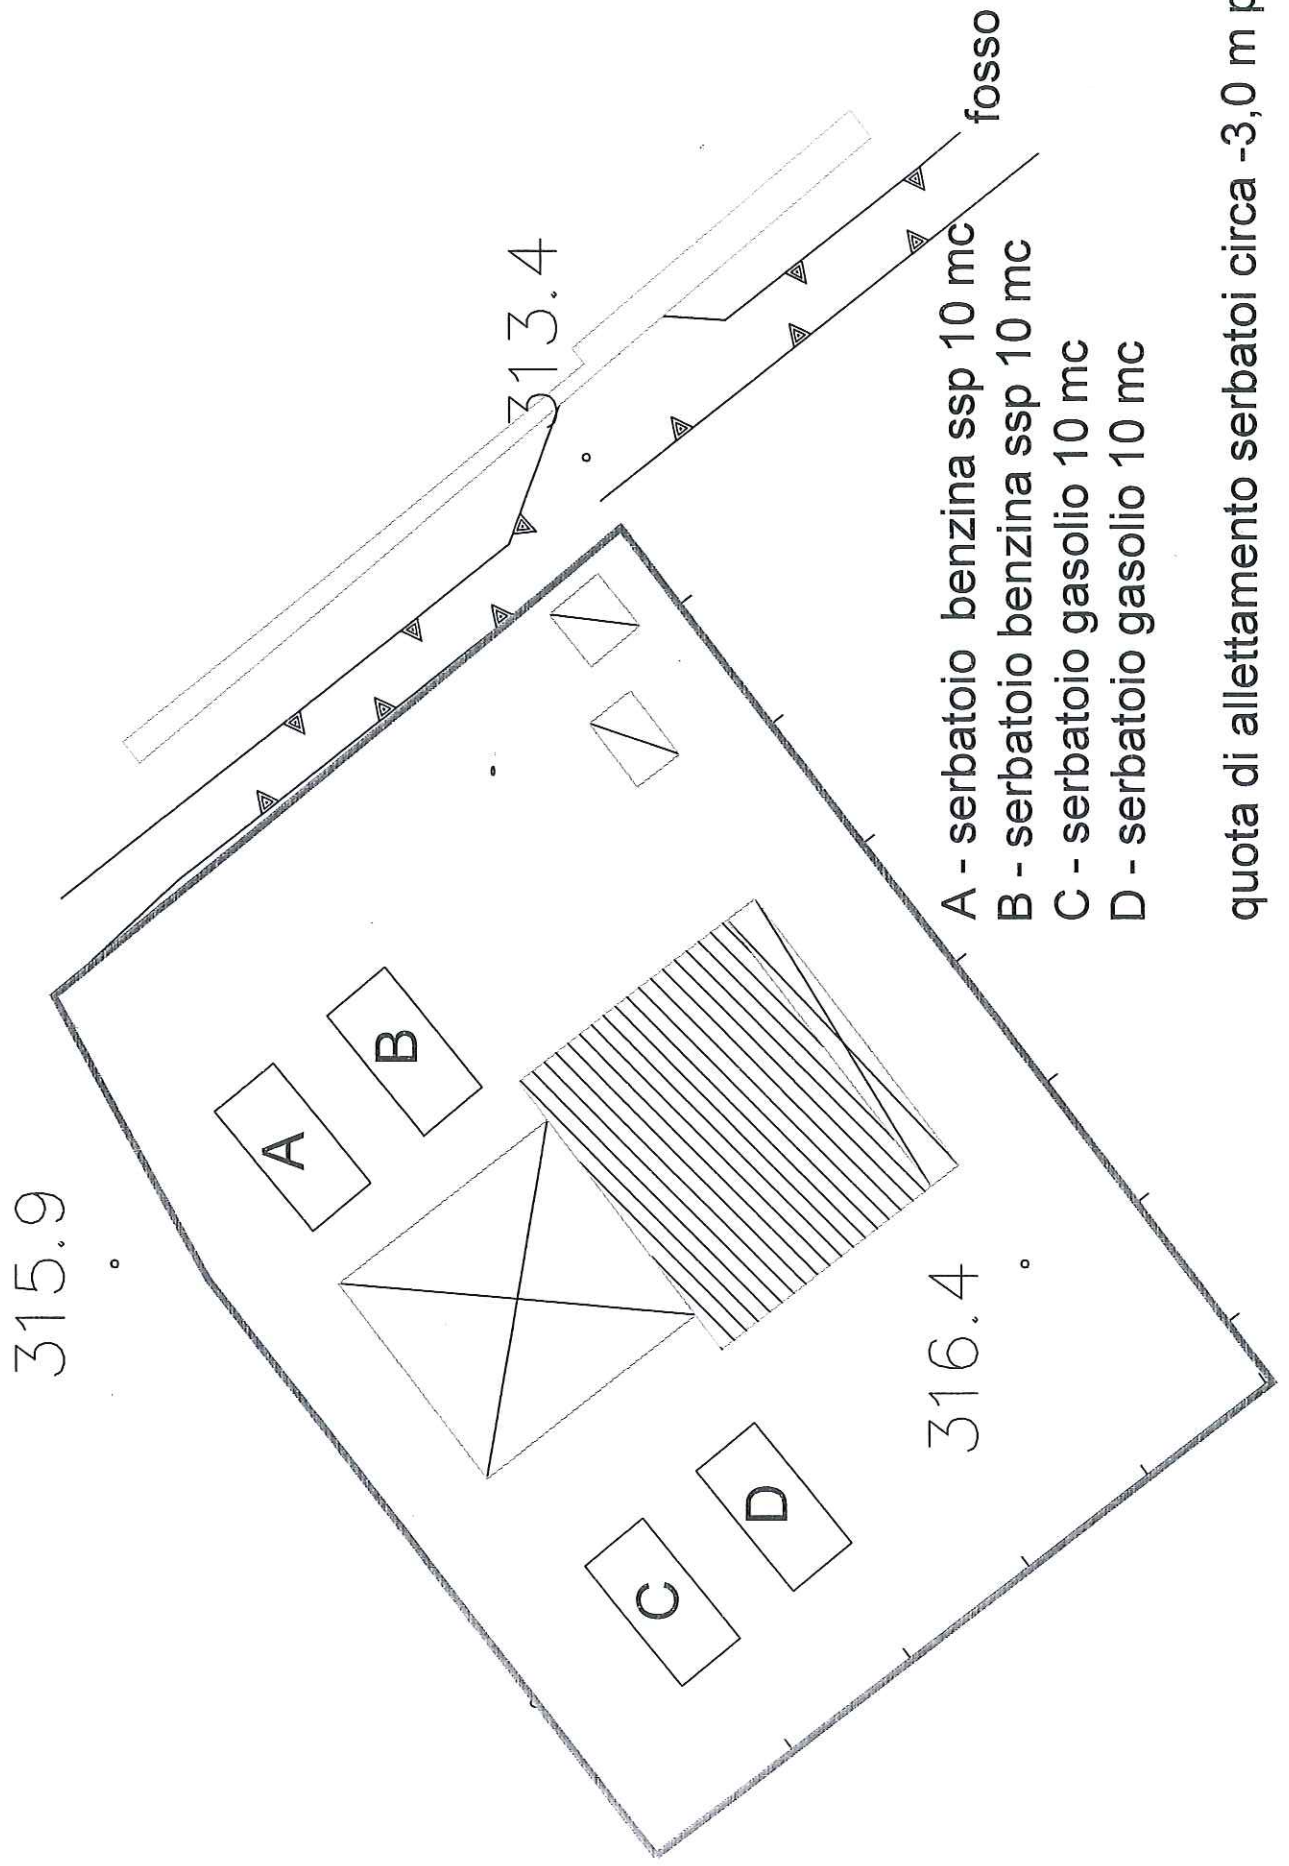 315.9
313.4
A
B
C
D
316.4
fosso
A - serbatoio benzina ssp 10 mc
B - serbatoio benzina ssp 10 mc
C - serbatoio gasolio 10 mc
D - serbatoio gasolio 10 mc
quota di allettamento serbatoi circa -3,0 m